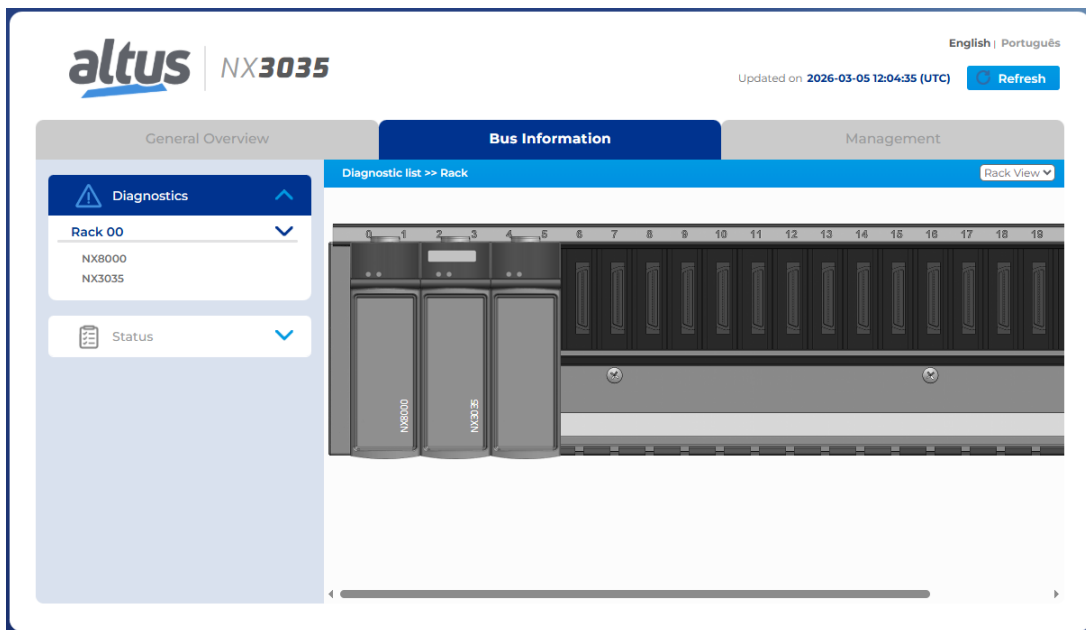 English | Português
altus NX3035
Updated on 2026-03-05 12:04:35 (UTC) Refresh
General Overview Bus Information Management
Diagnostic list >> Rack Rack View
Diagnostics
Rack 00
NX8000
NX3035
Status
0 1 2 3 4 5 6 7 8 9 10 11 12 13 14 15 16 17 18 19
NX8000 NX3035